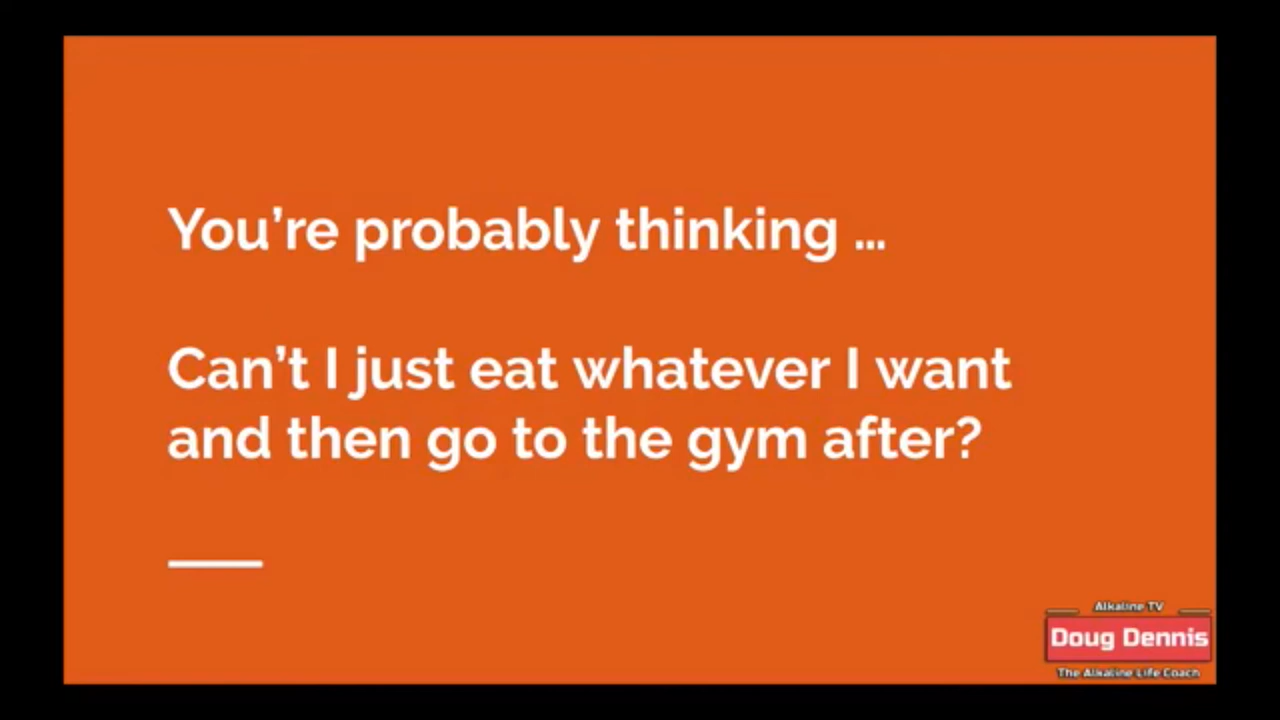 You're probably thinking ...
Can't I just eat whatever I want
and then go to the gym after?
Alkaline TV
Doug Dennis
The Alkaline Life Coach